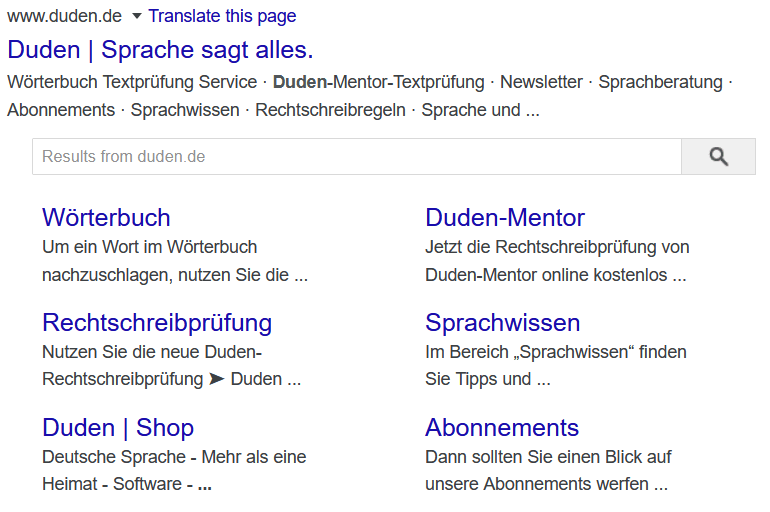 www.duden.de ▼ Translate this page
Duden | Sprache sagt alles.
Wörterbuch Textprüfung Service · Duden-Mentor-Textprüfung · Newsletter · Sprachberatung ·
Abonnements · Sprachwissen · Rechtschreibregeln · Sprache und ...
Results from duden.de
Wörterbuch
Um ein Wort im Wörterbuch
nachzuschlagen, nutzen Sie die ...
Duden-Mentor
Jetzt die Rechtschreibprüfung von
Duden-Mentor online kostenlos ...
Rechtschreibprüfung
Nutzen Sie die neue Duden-
Rechtschreibprüfung ➤ Duden ...
Sprachwissen
Im Bereich „Sprachwissen“ finden
Sie Tipps und ...
Duden | Shop
Deutsche Sprache - Mehr als eine
Heimat - Software - ...
Abonnements
Dann sollten Sie einen Blick auf
unsere Abonnements werfen ...